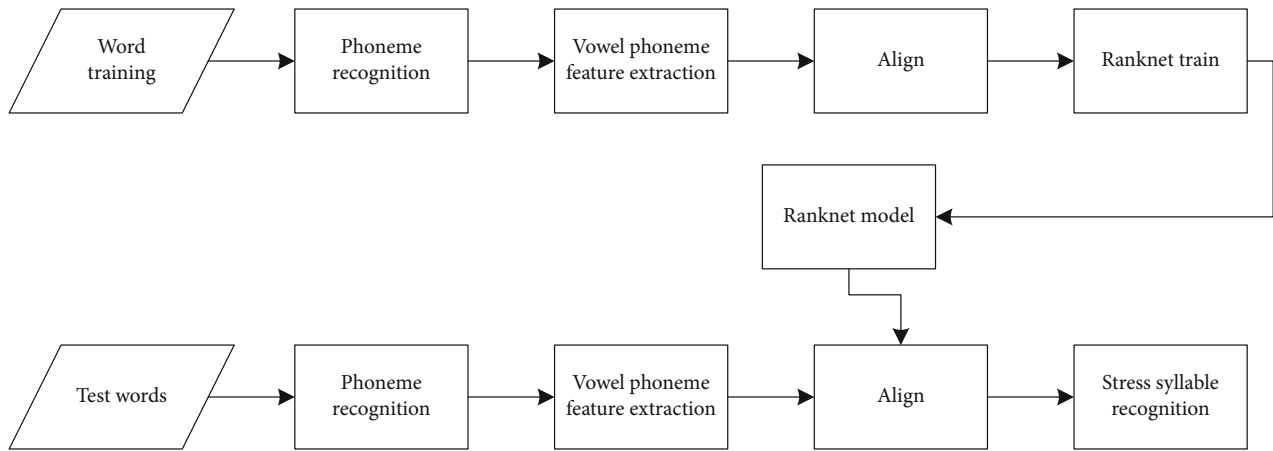 Word
training
Phoneme
recognition
Vowel phoneme
feature extraction
Align
Ranknet train
Ranknet model
Test words
Phoneme
recognition
Vowel phoneme
feature extraction
Align
Stress syllable
recognition